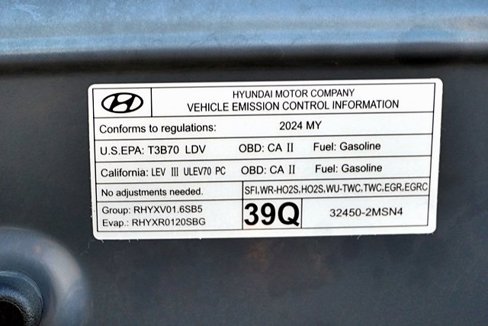 HYUNDAI MOTOR COMPANY
VEHICLE EMISSION CONTROL INFORMATION
Conforms to regulations: 2024 MY
U.S.EPA: T3B70 LDV OBD: CA II Fuel: Gasoline
California: LEV III ULEV70 PC OBD: CA II Fuel: Gasoline
No adjustments needed. SFI.WR-HO2S.HO2S.WU-TWC.TWC.EGR.EGRC
Group: RHYXV01.6SB5
Evap.: RHYXR0120SBG
39Q
32450-2MSN4